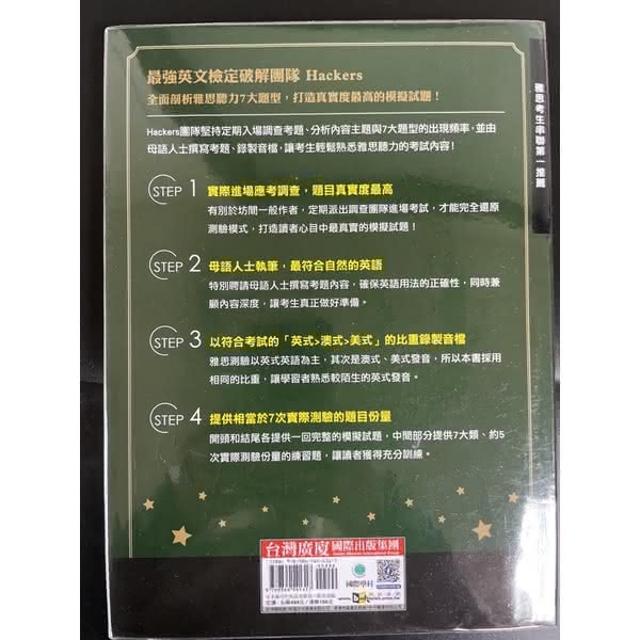 最強英文檢定破解團隊 Hackers
全面剖析雅思聽力7大題型，打造真實度最高的模擬試題！
Hackers團隊堅持定期入場調查考題、分析內容主題與7大題型的出現頻率，並由
母語人士撰寫考題、錄製音檔，讓考生輕鬆熟悉雅思聽力的考試內容！
STEP 1 實際進場應考調查，題目真實度最高
有別於坊間一般作者，定期派出調查團隊進場考試，才能完全還原
測驗模式，打造讀者心目中最真實的模擬試題！
STEP 2 母語人士執筆，最符合自然的英語
特別聘請母語人士撰寫考題內容，確保英語用法的正確性，同時兼
顧內容深度，讓考生真正做好準備。
STEP 3 以符合考試的「英式>澳式>美式」的比重錄製音檔
雅思測驗以英式英語為主，其次是澳式、美式發音，所以本書採用
相同的比重，讓學習者熟悉較陌生的英式發音。
STEP 4 提供相當於7次實際測驗的題目份量
開頭和結尾各提供一回完整的模擬試題，中間部分提供7大類、約5
次實際測驗份量的練習題，讓讀者獲得充分訓練。
雅思考生串聯第一推薦
台灣廣廈 國際出版集團
國際學村